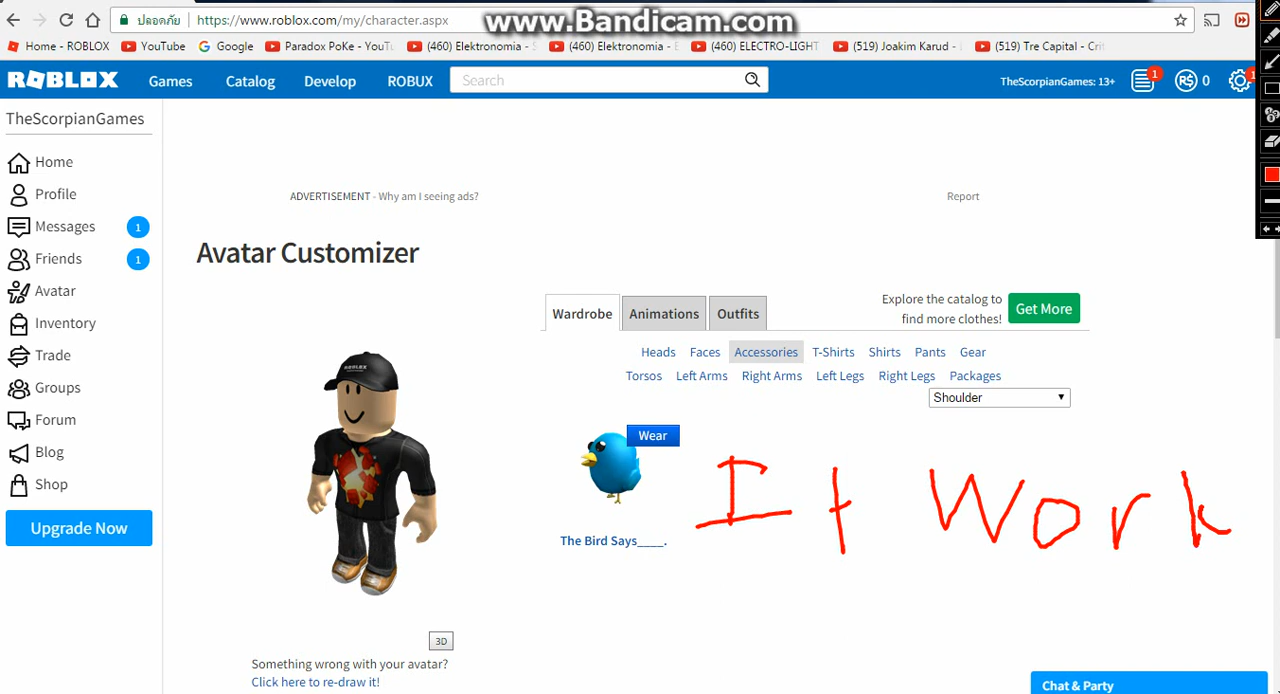 www.Bandicam.com
ปลอดภัย https://www.roblox.com/my/character.aspx
Home - ROBLOX YouTube Google Paradox PoKe - YouTu (460) Elektronomia - S (460) Elektronomia - E (460) ELECTRO-LIGHT (519) Joakim Karud - (519) Tre Capital - Crit
ROBLOX Games Catalog Develop ROBUX Search TheScorpianGames: 13+ 1 R$ 0 1
TheScorpianGames
Home
Profile
Messages 1
Friends 1
Avatar
Inventory
Trade
Groups
Forum
Blog
Shop
Upgrade Now
ADVERTISEMENT - Why am I seeing ads? Report
Avatar Customizer
Wardrobe Animations Outfits
Explore the catalog to
find more clothes!
Get More
Heads Faces Accessories T-Shirts Shirts Pants Gear
Torsos Left Arms Right Arms Left Legs Right Legs Packages
Shoulder
ROBLOX
Wear
The Bird Says____.
It Work
3D
Something wrong with your avatar?
Click here to re-draw it!
Chat & Party